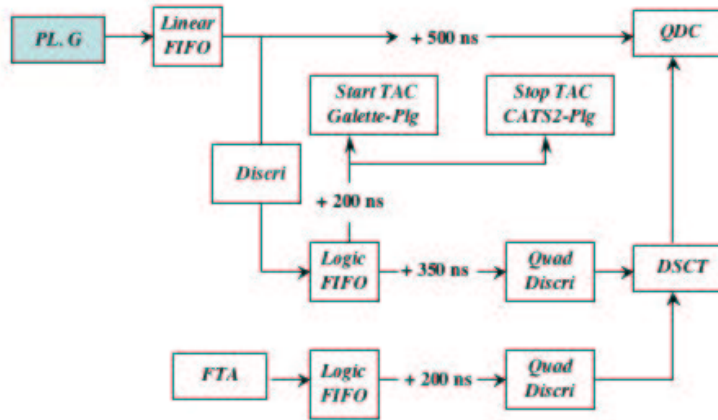 PL. G
Linear
FIFO
+ 500 ns
QDC
Start TAC
Galette-Plg
Stop TAC
CATS2-Plg
Discri
+ 200 ns
Logic
FIFO
+ 350 ns
Quad
Discri
DSCT
FTA
Logic
FIFO
+ 200 ns
Quad
Discri